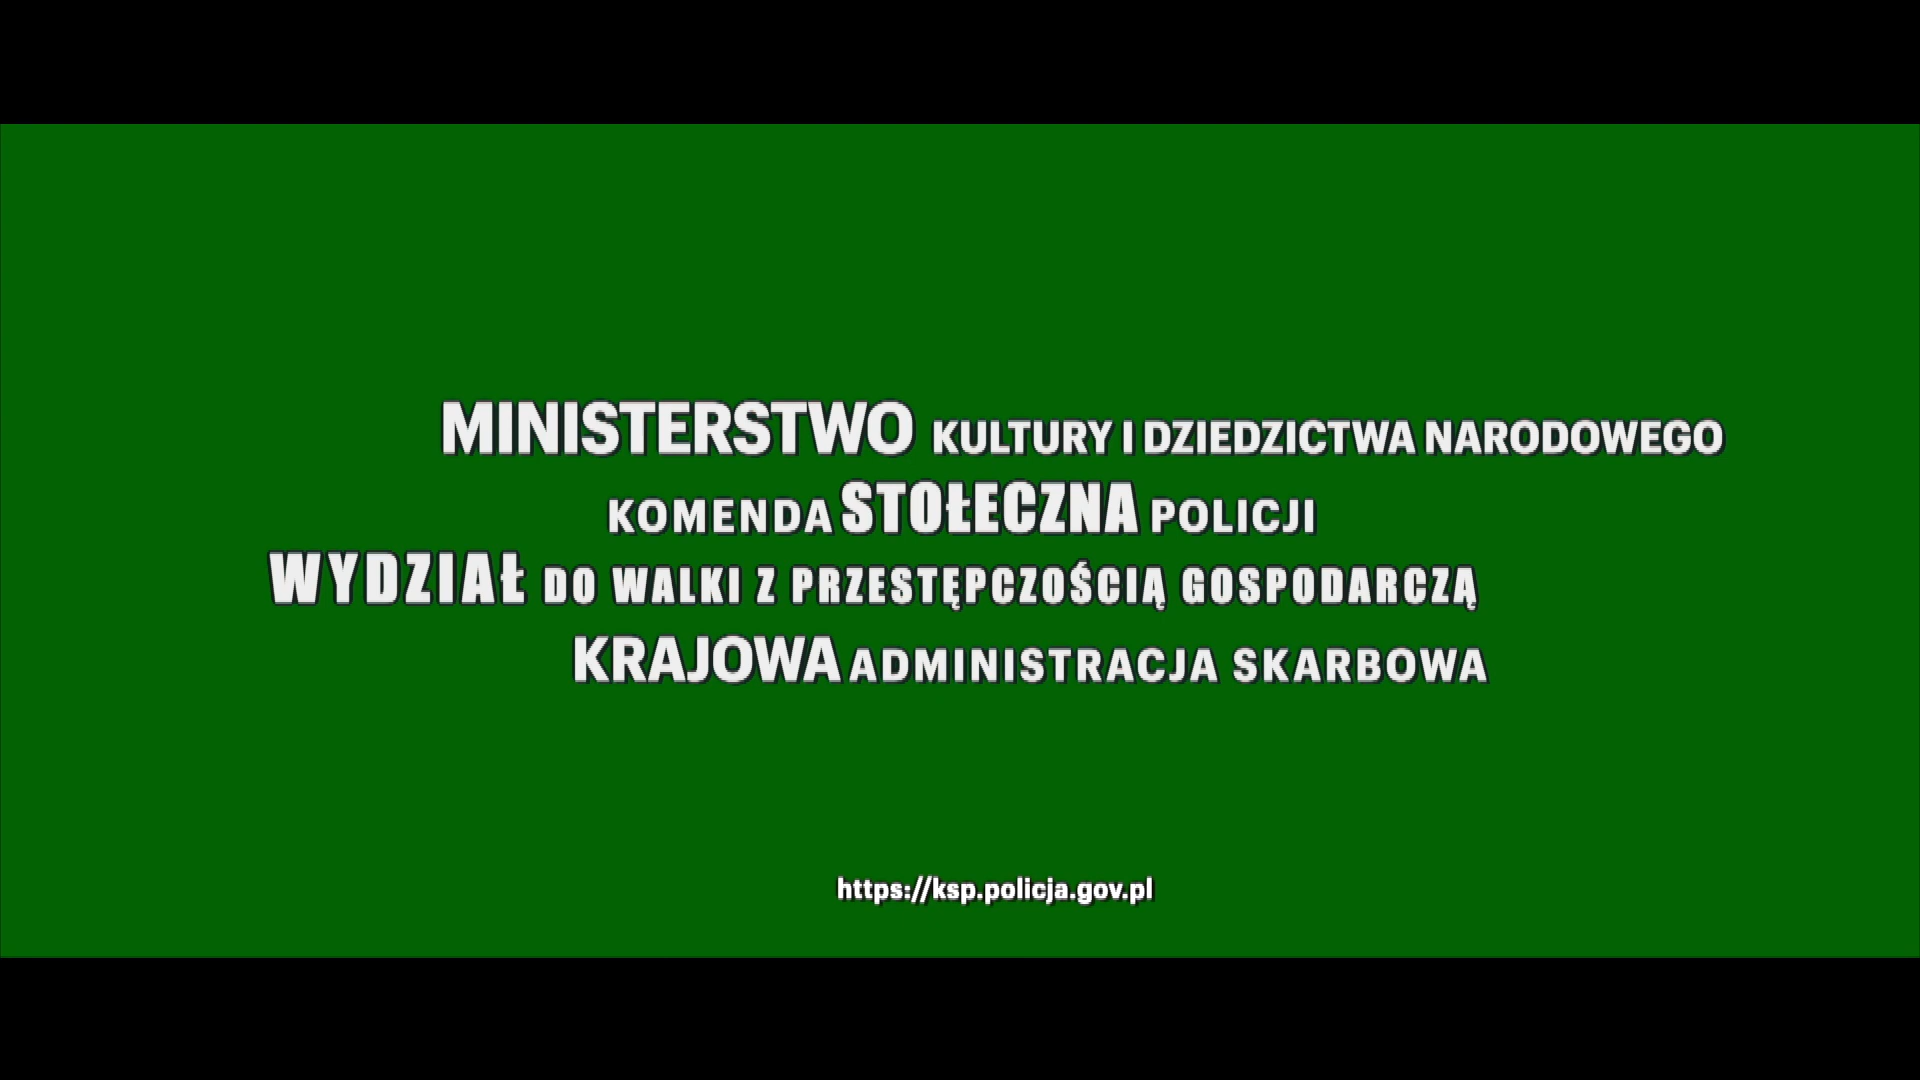 MINISTERSTWO KULTURY I DZIEDZICTWA NARODOWEGO
KOMENDA STOŁECZNA POLICJI
WYDZIAŁ DO WALKI Z PRZESTĘPCZOŚCIĄ GOSPODARCZĄ
KRAJOWA ADMINISTRACJA SKARBOWA
https://ksp.policja.gov.pl